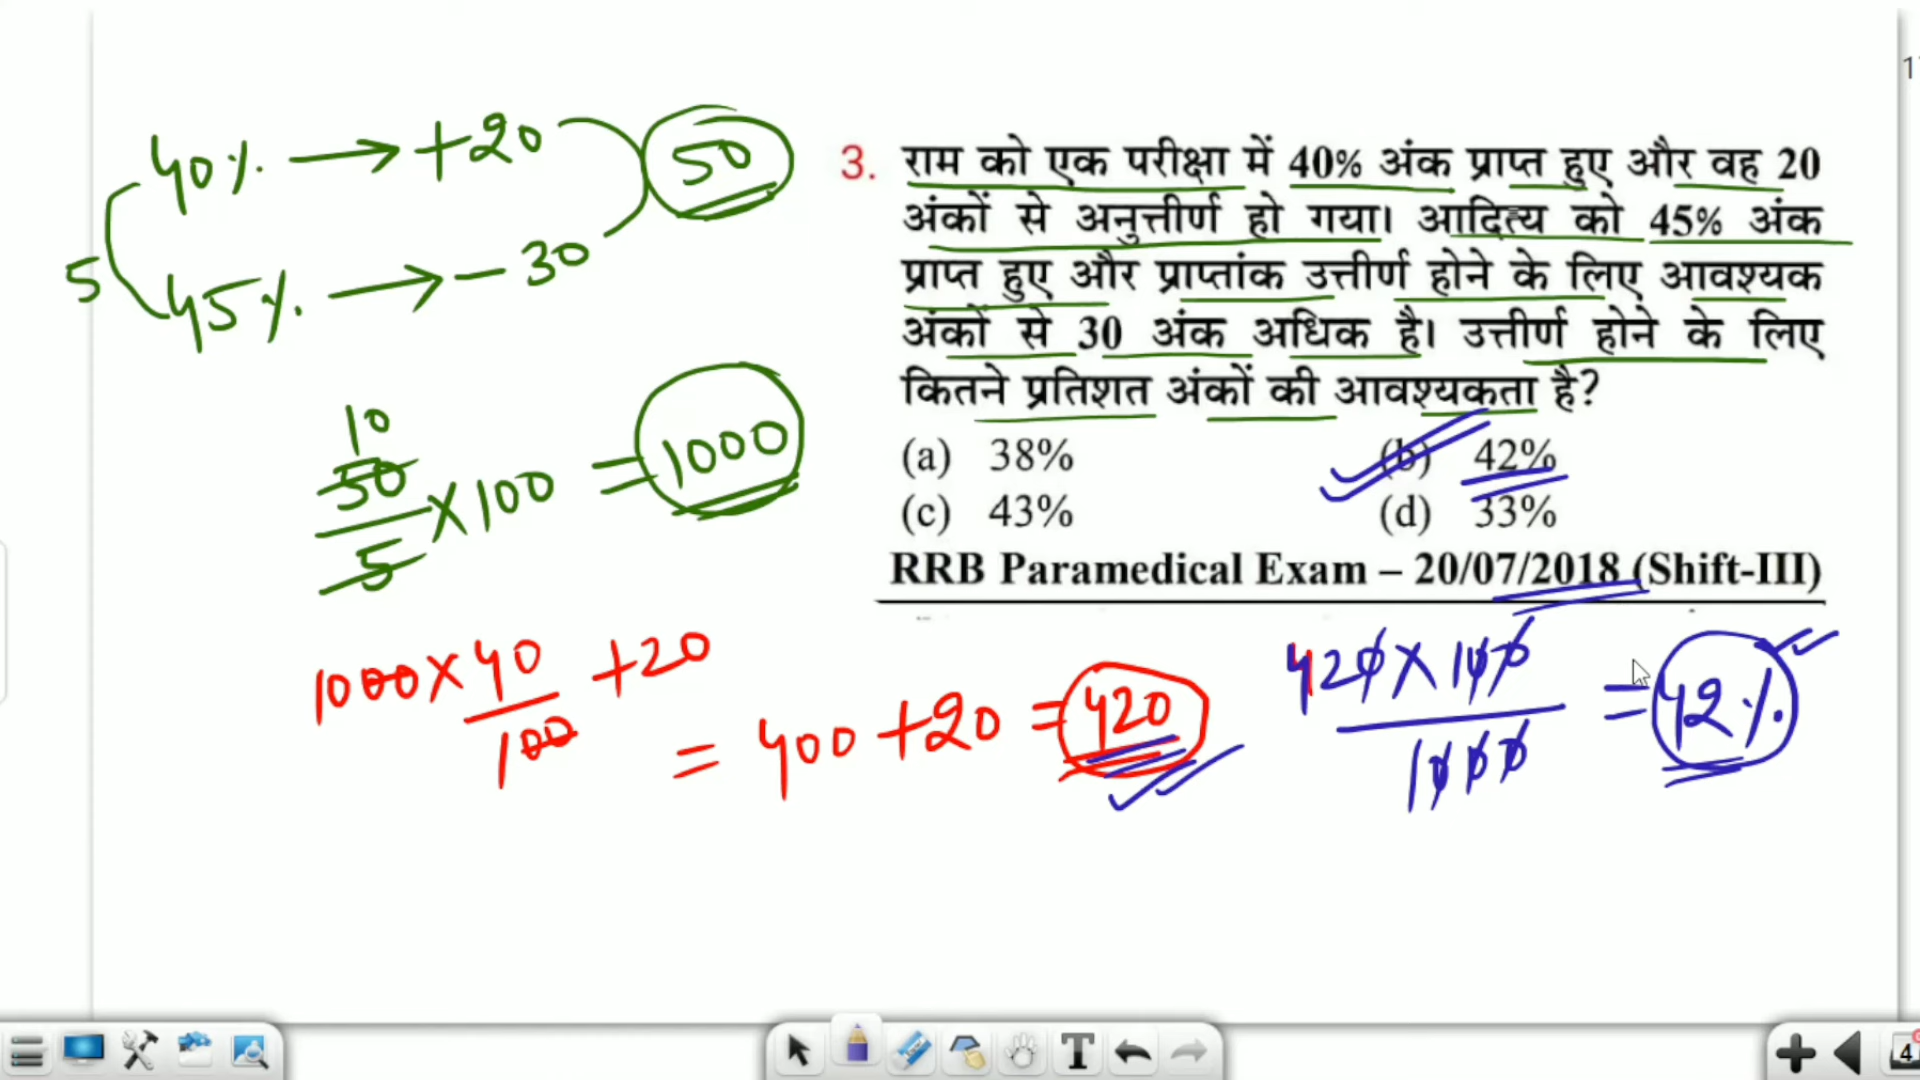 40% → +20
50
5
45% → - 30
10
50/5 × 100 = 1000
3. राम को एक परीक्षा में 40% अंक प्राप्त हुए और वह 20
अंकों से अनुत्तीर्ण हो गया। आदित्य को 45% अंक
प्राप्त हुए और प्राप्तांक उत्तीर्ण होने के लिए आवश्यक
अंकों से 30 अंक अधिक है। उत्तीर्ण होने के लिए
कितने प्रतिशत अंकों की आवश्यकता है?
(a) 38% (b) 42%
(c) 43% (d) 33%
RRB Paramedical Exam – 20/07/2018 (Shift-III)
1000 × 40/100 + 20
= 400 + 20 = 420
420 × 100/1000 = 42%
T
4